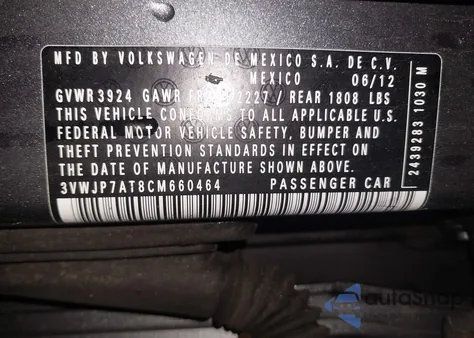 MFD BY VOLKSWAGEN DE MEXICO S.A. DE C.V.
MEXICO 06/12
GVWR 3924 GAWR 2227 / REAR 1808 LBS
THIS VEHICLE CONFORMS TO ALL APPLICABLE U.S.
FEDERAL MOTOR VEHICLE SAFETY, BUMPER AND
THEFT PREVENTION STANDARDS IN EFFECT ON
THE DATE OF MANUFACTURE SHOWN ABOVE.
3VWJP7AT8CM660464 PASSENGER CAR
2439283 1030 M
autoSnap